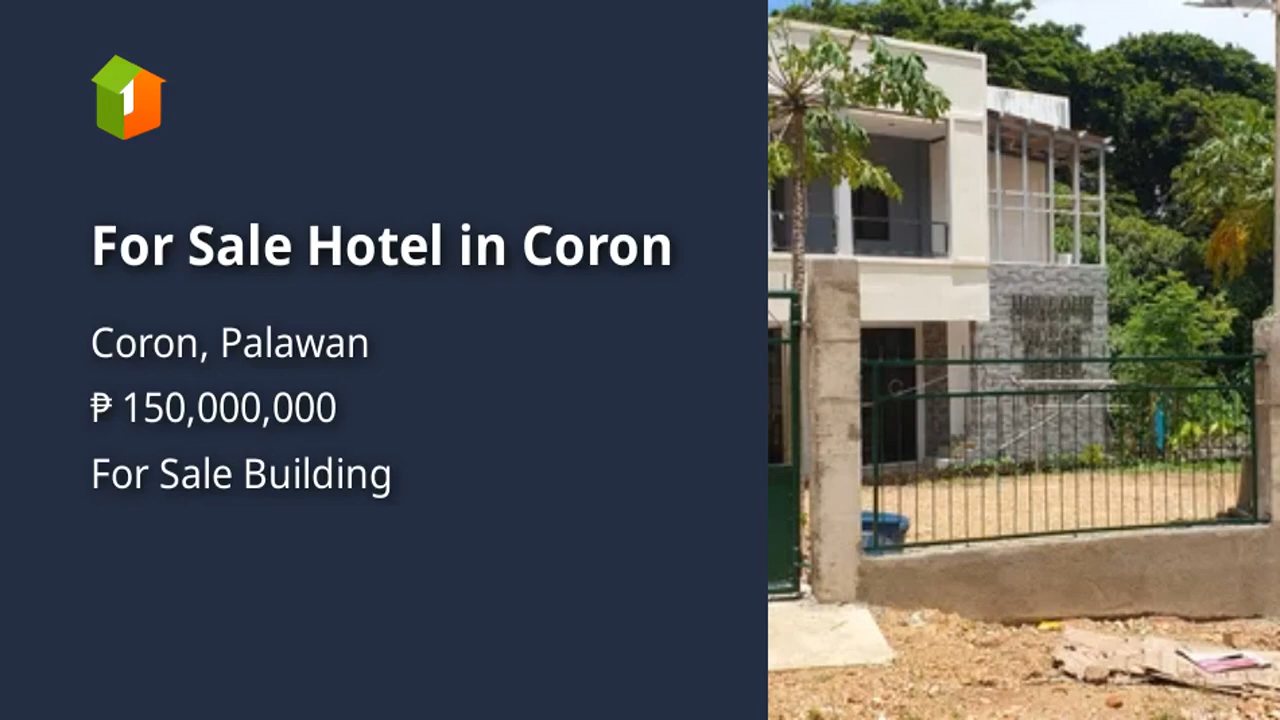 For Sale Hotel in Coron
Coron, Palawan
₱ 150,000,000
For Sale Building